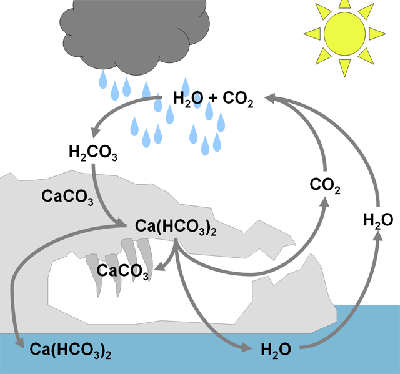 H₂O + CO₂
H₂CO₃
CaCO₃
CO₂
H₂O
Ca(HCO₃)₂
CaCO₃
Ca(HCO₃)₂
H₂O